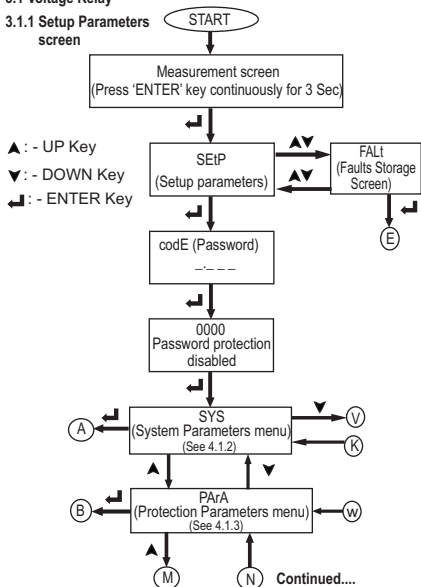 3.1 Voltage Relay
3.1.1 Setup Parameters
screen
START
Measurement screen
(Press 'ENTER' key continuously for 3 Sec)
: - UP Key
: - DOWN Key
: - ENTER Key
SEtP
(Setup parameters)
FALt
(Faults Storage
Screen)
E
codE (Password)
_._ _ _
0000
Password protection
disabled
SYS
(System Parameters menu)
(See 4.1.2)
A
V
K
PArA
(Protection Parameters menu)
(See 4.1.3)
B
w
M
N
Continued....